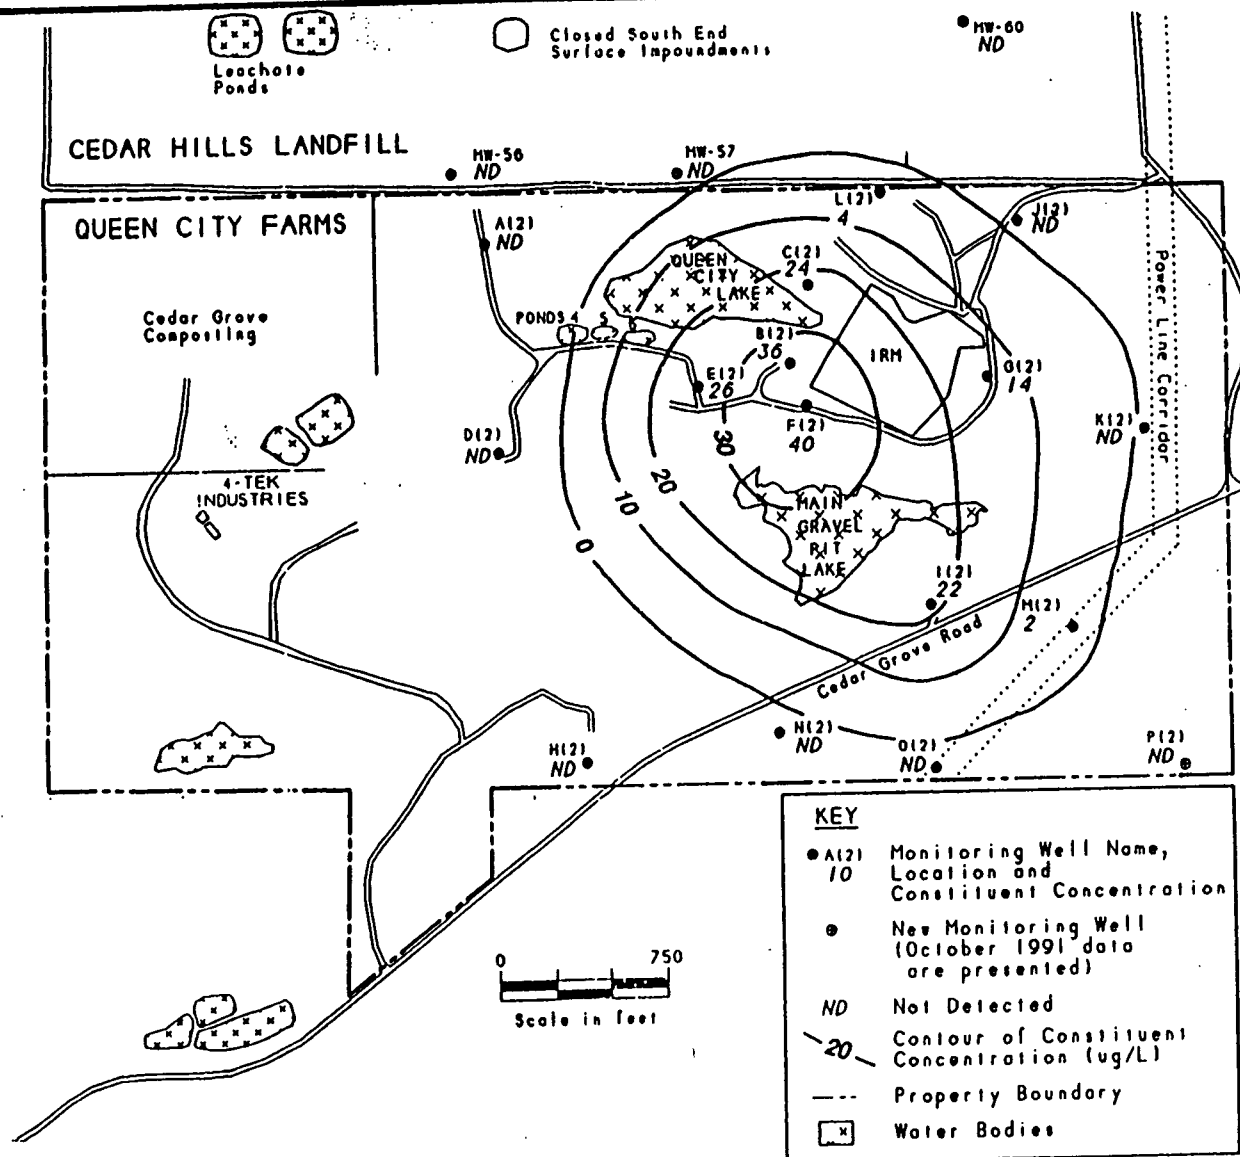 Leachate
Ponds
Closed South End
Surface Impoundments
MW-60
ND
CEDAR HILLS LANDFILL
MW-56
ND
MW-57
ND
QUEEN CITY FARMS
A(2)
ND
L(2)
4
J(2)
ND
QUEEN
CITY
LAKE
C(2)
24
Power Line Corridor
Cedar Grove
Composting
PONDS 4
5
6
B(2)
36
IRM
E(2)
26
G(2)
14
F(2)
40
K(2)
ND
D(2)
ND
30
20
10
0
4-TEK
INDUSTRIES
MAIN
GRAVEL
PIT
LAKE
I(2)
22
M(2)
2
Cedar Grove Road
N(2)
ND
O(2)
ND
P(2)
ND
H(2)
ND
KEY
A(2)
10
Monitoring Well Name,
Location and
Constituent Concentration
New Monitoring Well
(October 1991 data
are presented)
ND Not Detected
20
Contour of Constituent
Concentration (ug/L)
Property Boundary
Water Bodies
0 750
Scale in feet